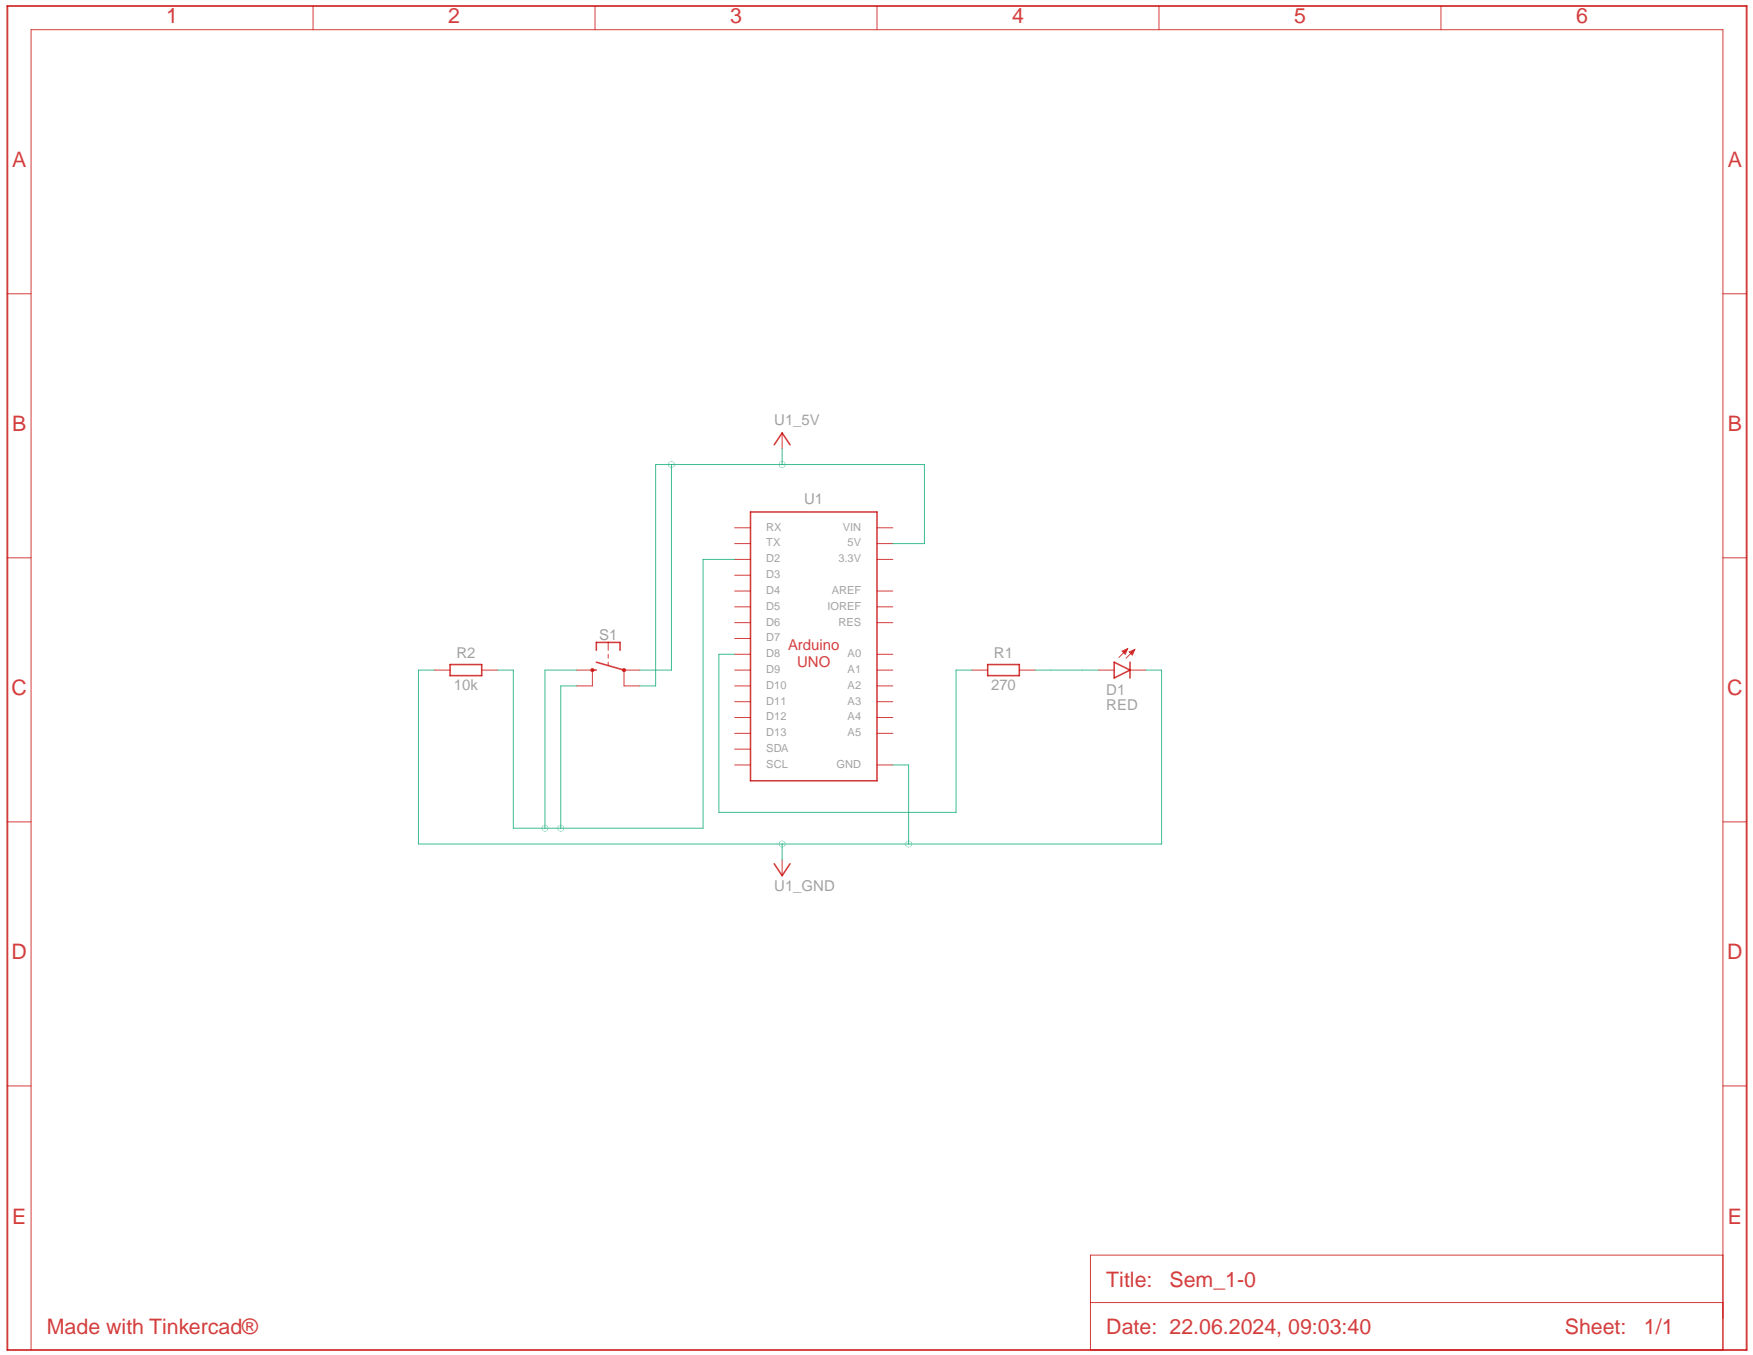 1 2 3 4 5 6
A A
B B
U1_5V
U1
RX VIN
TX 5V
D2 3.3V
D3
D4 AREF
D5 IOREF
D6 RES
D7
Arduino
UNO
D8 A0
D9 A1
D10 A2
D11 A3
D12 A4
D13 A5
SDA
SCL GND
S1
R2
10k
R1
270
D1
RED
C C
U1_GND
D D
E E
Title: Sem_1-0
Made with Tinkercad®
Date: 22.06.2024, 09:03:40 Sheet: 1/1